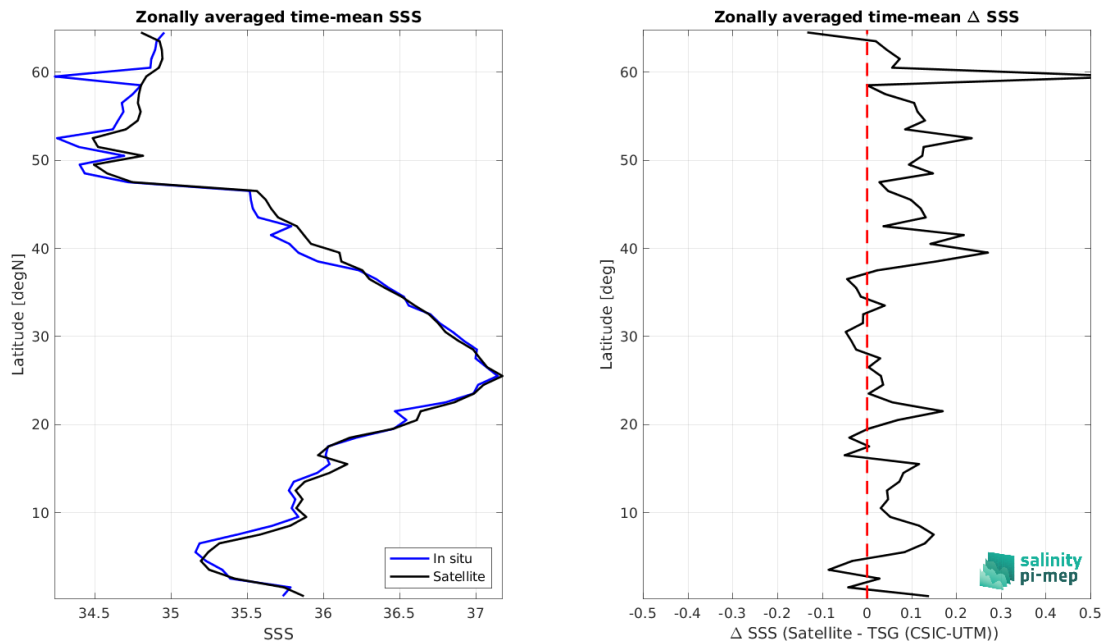 Zonally averaged time-mean SSS
60
50
40
30
20
10
Latitude [degN]
34.5
35
35.5
36
36.5
37
SSS
In situ
Satellite
Zonally averaged time-mean Δ SSS
60
50
40
30
20
10
Latitude [deg]
-0.5
-0.4
-0.3
-0.2
-0.1
0
0.1
0.2
0.3
0.4
0.5
Δ SSS (Satellite - TSG (CSIC-UTM))
salinity
pi-mep